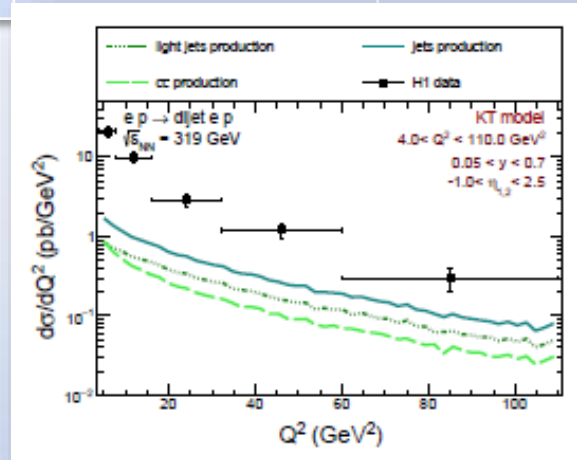 light jets production
jets production
cc̄ production
H1 data
e p → dijet e p
√s_NN = 319 GeV
KT model
4.0< Q² < 110.0 GeV²
0.05 < y < 0.7
-1.0< η_1,2 < 2.5
dσ/dQ² (pb/GeV²)
10
1
10⁻¹
10⁻²
20 40 60 80 100
Q² (GeV²)